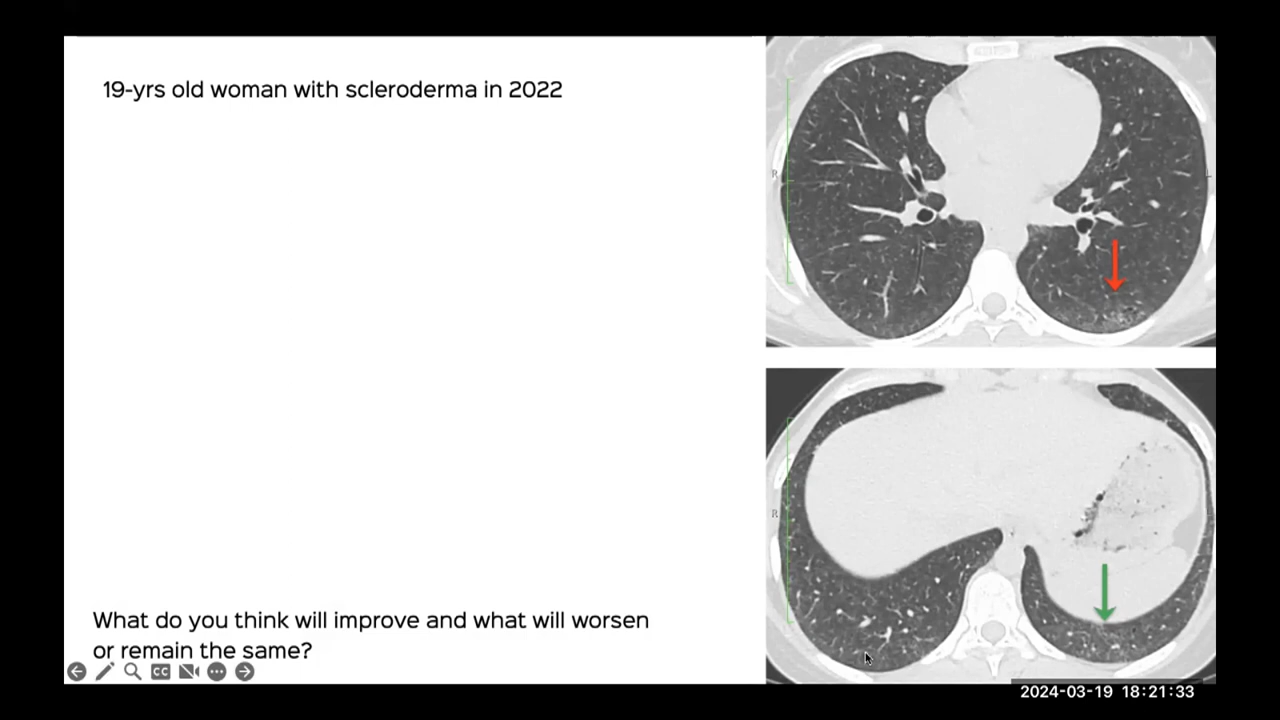 19-yrs old woman with scleroderma in 2022
R
R
What do you think will improve and what will worsen
or remain the same?
CC
2024-03-19 18:21:33